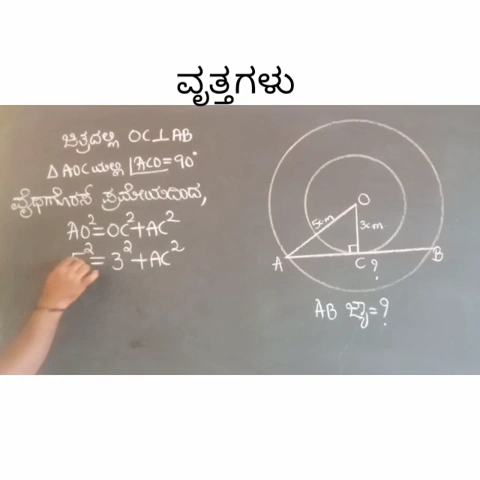 ವೃತ್ತಗಳು
ಚಿತ್ರದಲ್ಲಿ OC⊥AB
△AOC ಯಲ್ಲಿ ∠ACO=90°
ಪೈಥಾಗೊರಸ್ ಪ್ರಮೇಯದಿಂದ,
AO²=OC²+AC²
5²=3²+AC²
O
5cm
3cm
A
C
B
?
AB ಜ್ಯಾ=?